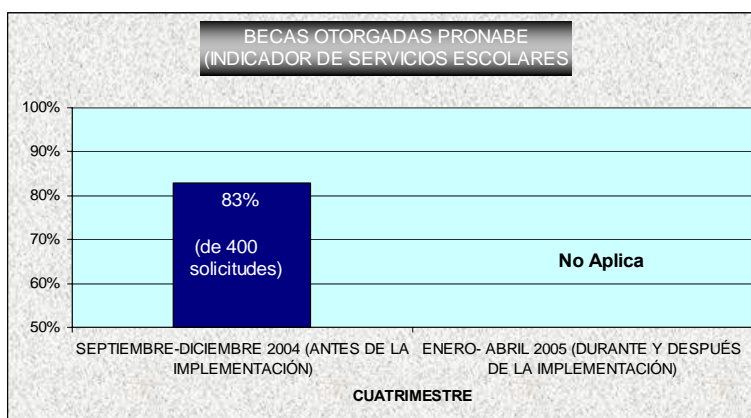 BECAS OTORGADAS PRONABE
(INDICADOR DE SERVICIOS ESCOLARES
100%
90%
80%
70%
60%
50%
83%
(de 400
solicitudes)
No Aplica
SEPTIEMBRE-DICIEMBRE 2004 (ANTES DE LA
IMPLEMENTACIÓN)
ENERO- ABRIL 2005 (DURANTE Y DESPUÉS
DE LA IMPLEMENTACIÓN)
CUATRIMESTRE